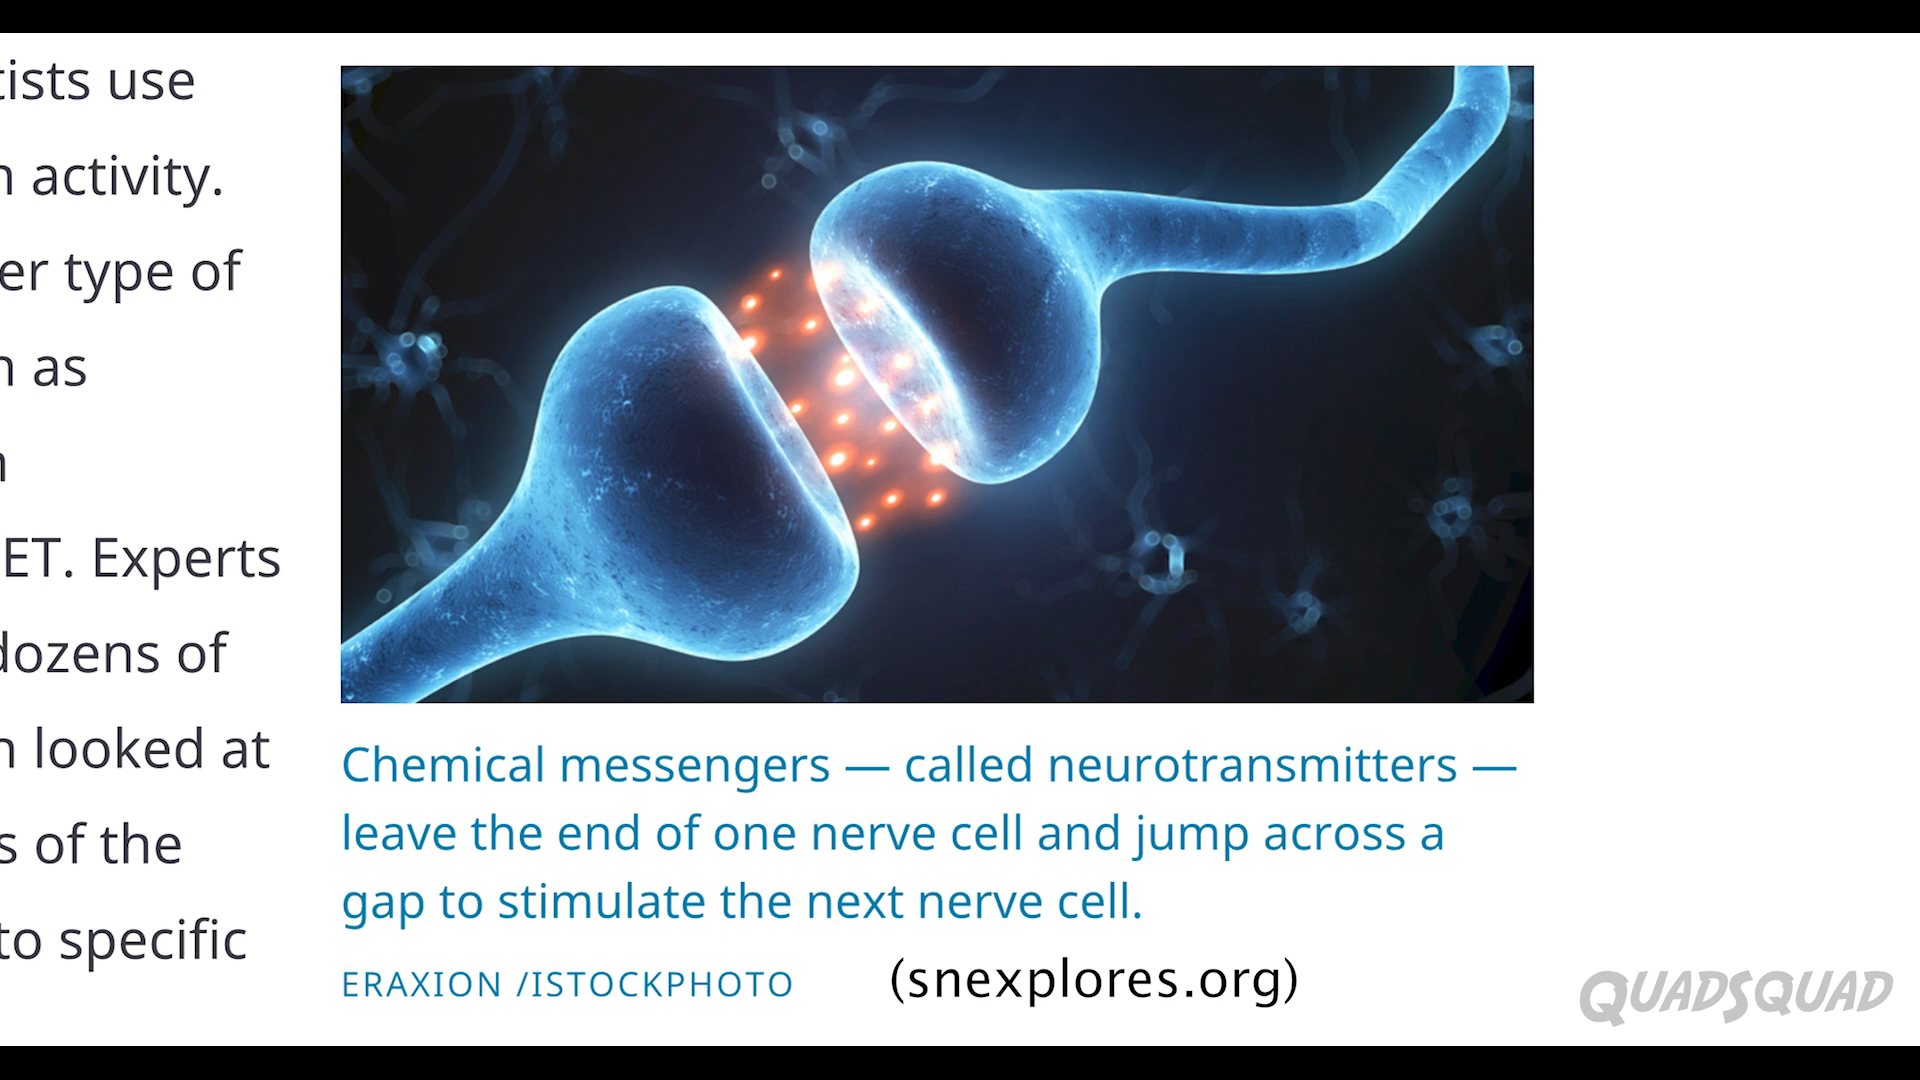 tists use
n activity.
er type of
n as
n
ET. Experts
dozens of
n looked at
s of the
to specific
Chemical messengers — called neurotransmitters —
leave the end of one nerve cell and jump across a
gap to stimulate the next nerve cell.
ERAXION /ISTOCKPHOTO
(snexplores.org)
QUADSQUAD